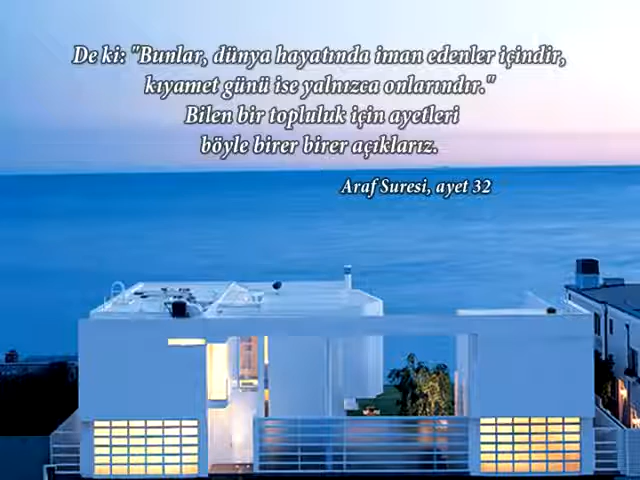 De ki: "Bunlar, dünya hayatında iman edenler içindir,
kıyamet günü ise yalnızca onlarındır."
Bilen bir topluluk için ayetleri
böyle birer birer açıklarız.
Araf Suresi, ayet 32